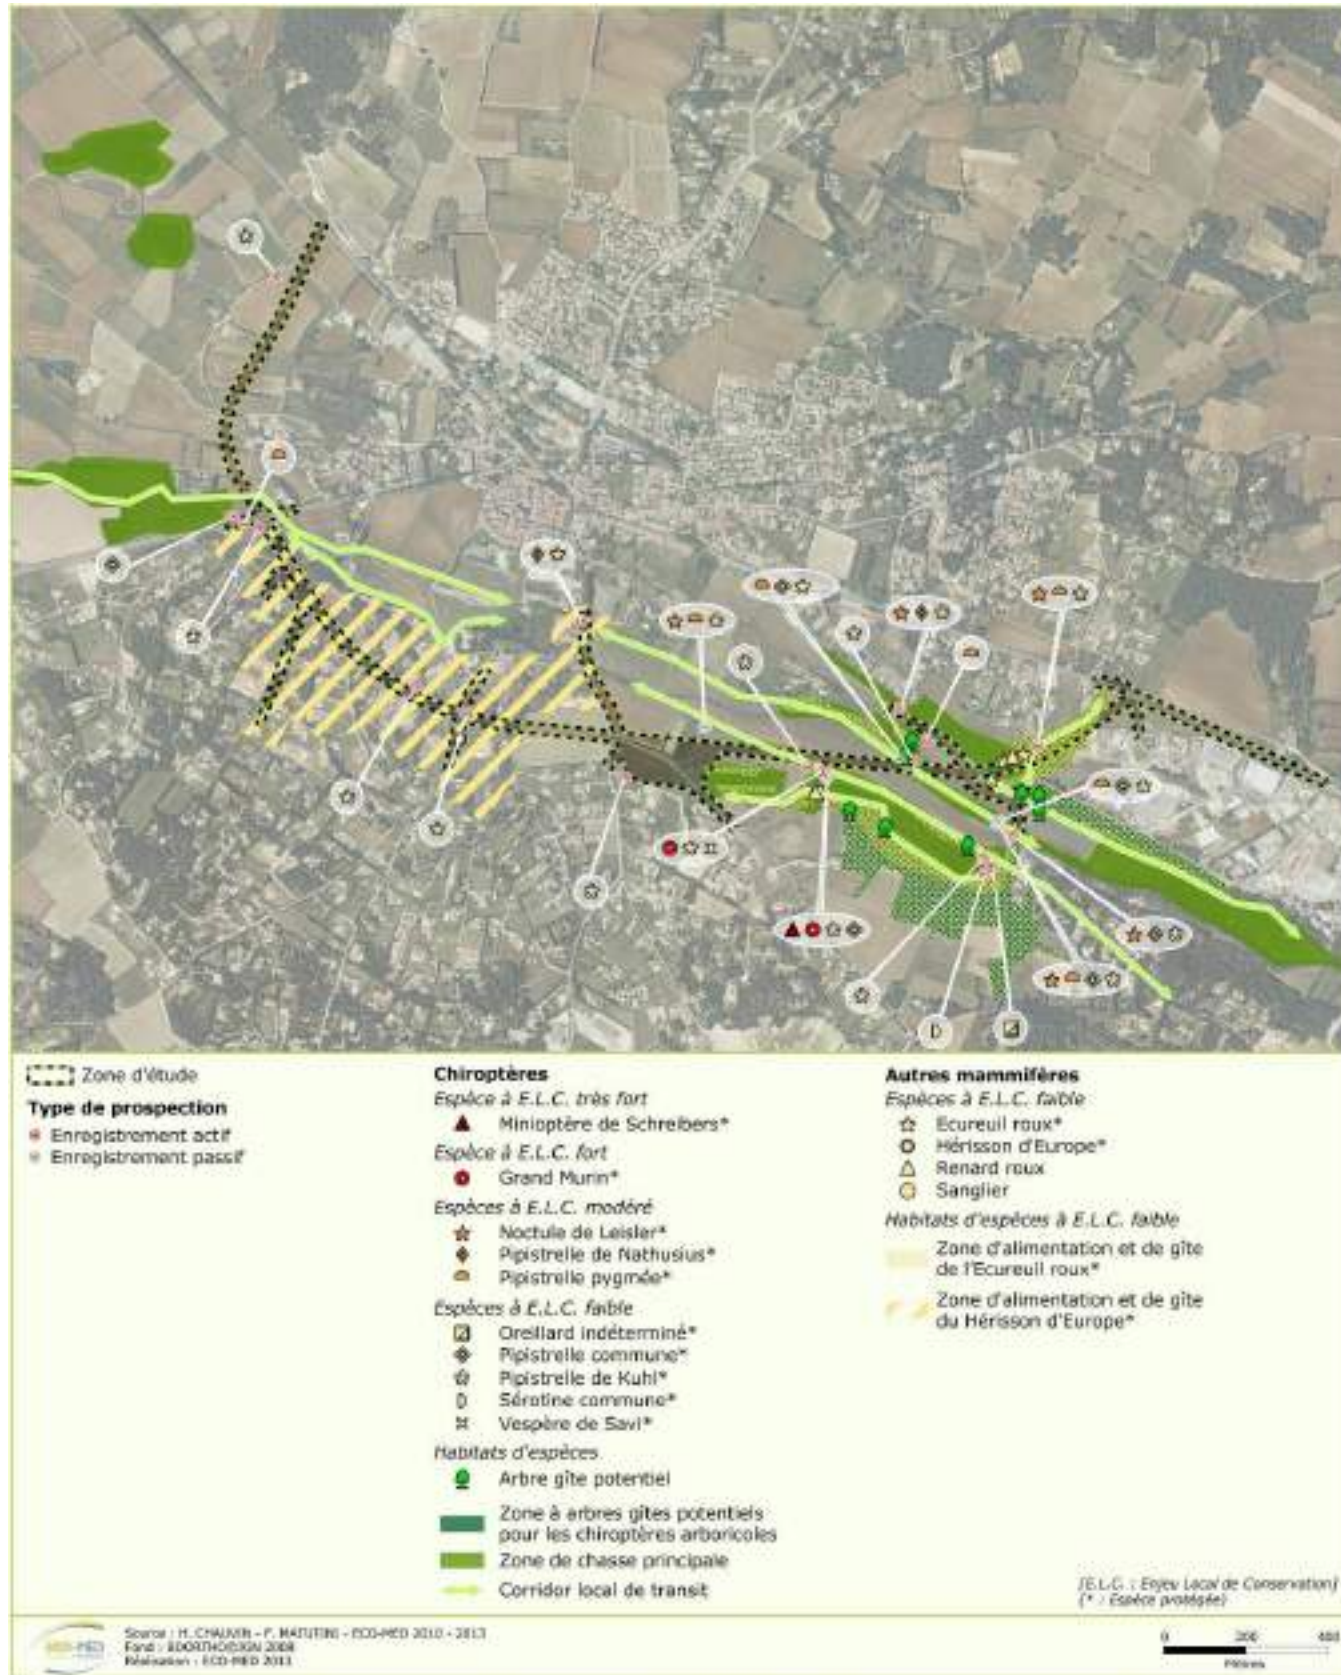 Zone d'étude
Type de prospection
Enregistrement actif
Enregistrement passif
Chiroptères
Espèce à E.L.C. très fort
Minioptère de Schreibers*
Espèce à E.L.C. fort
Grand Murin*
Espèces à E.L.C. modéré
Noctule de Leisler*
Pipistrelle de Nathusius*
Pipistrelle pygmée*
Espèces à E.L.C. faible
Oreillard indéterminé*
Pipistrelle commune*
Pipistrelle de Kuhl*
Sérotine commune*
Vespère de Savi*
Habitats d'espèces
Arbre gîte potentiel
Zone à arbres gîtes potentiels
pour les chiroptères arboricoles
Zone de chasse principale
Corridor local de transit
Autres mammifères
Espèces à E.L.C. faible
Ecureuil roux*
Hérisson d'Europe*
Renard roux
Sanglier
Habitats d'espèces à E.L.C. faible
Zone d'alimentation et de gîte
de l'Ecureuil roux*
Zone d'alimentation et de gîte
du Hérisson d'Europe*
(E.L.C. : Enjeu Local de Conservation)
(* : Espèce protégée)
ECO-MED
Source : H. CHAUVIN - F. MATUTINI - ECO-MED 2010 - 2013
Fond : BDORTHO©IGN 2008
Réalisation : ECO-MED 2013
0 200 400
Mètres